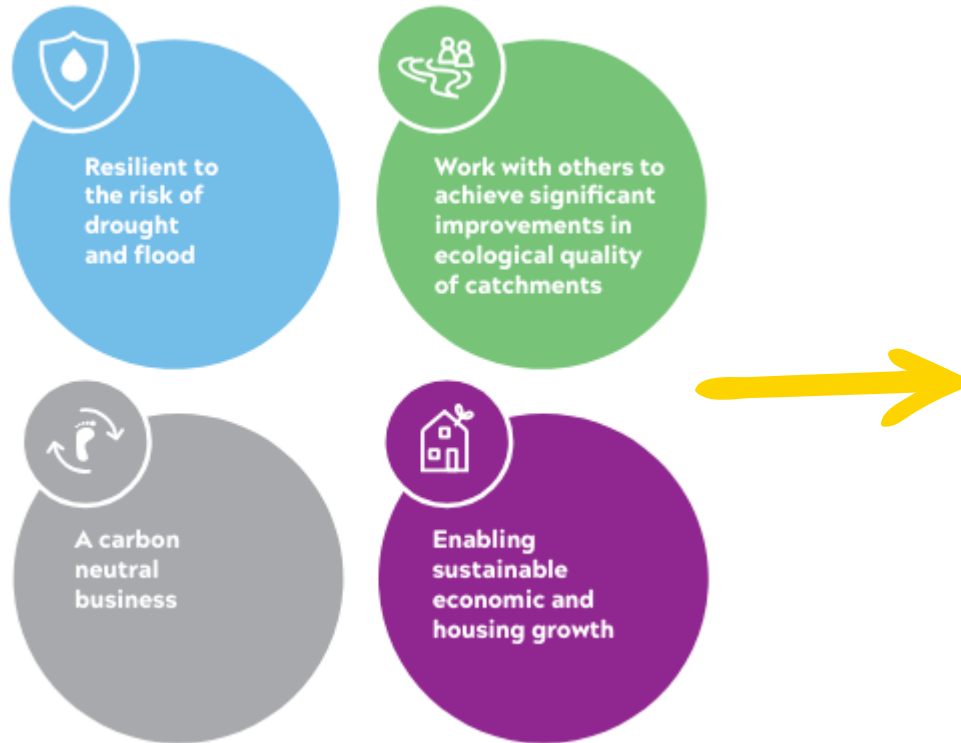 Resilient to
the risk of
drought
and flood
Work with others to
achieve significant
improvements in
ecological quality
of catchments
A carbon
neutral
business
Enabling
sustainable
economic and
housing growth